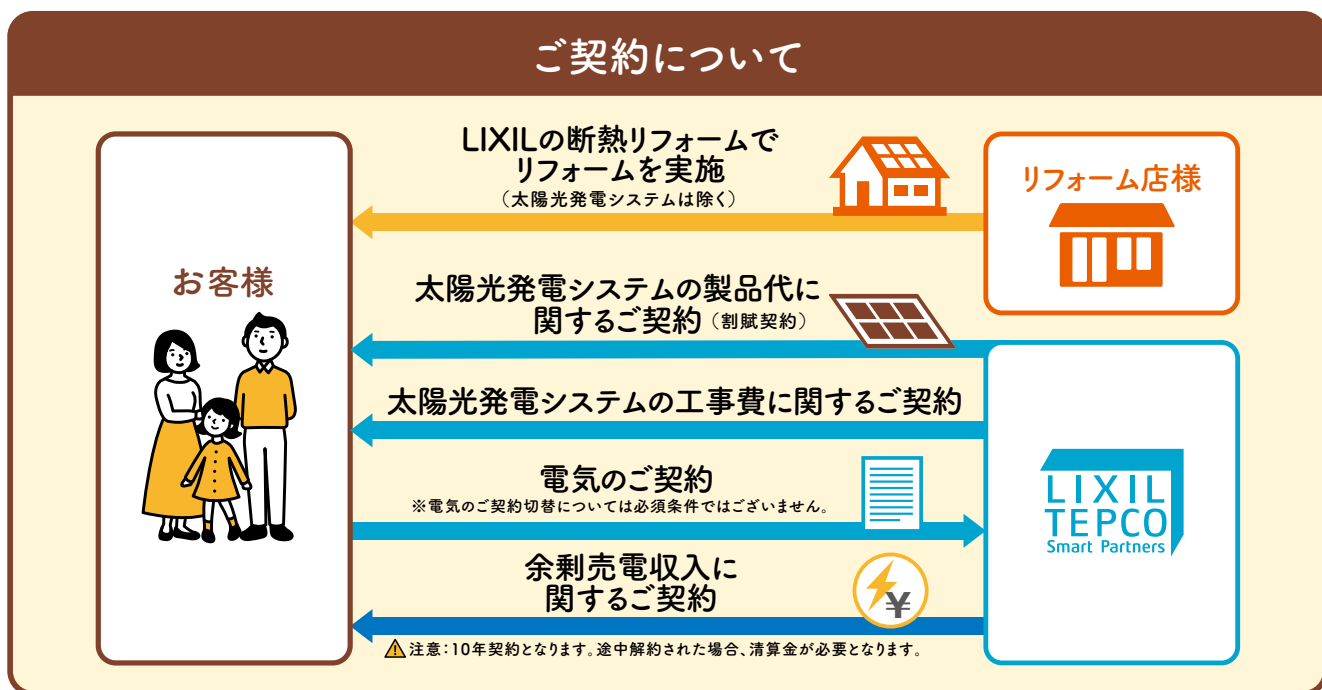 ご契約について
LIXILの断熱リフォームで
リフォームを実施
（太陽光発電システムは除く）
リフォーム店様
お客様
太陽光発電システムの製品代に
関するご契約（割賦契約）
太陽光発電システムの工事費に関するご契約
電気のご契約
※電気のご契約切替については必須条件ではございません。
LIXIL
TEPCO
Smart Partners
余剰売電収入に
関するご契約
¥
注意：10年契約となります。途中解約された場合、清算金が必要となります。